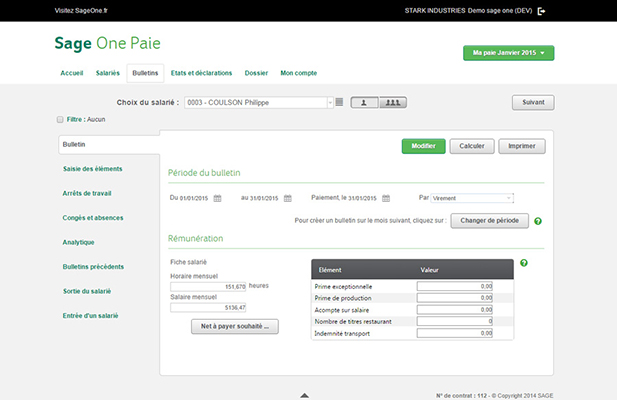 Visitez SageOne.fr
STARK INDUSTRIES Demo sage one (DEV)
Sage One Paie
Ma paie Janvier 2015
Accueil Salariés Bulletins Etats et déclarations Dossier Mon compte
Choix du salarié : 0003 - COULSON Philippe
Suivant
Filtre : Aucun
Bulletin
Modifier Calculer Imprimer
Saisie des éléments
Arrêts de travail
Congés et absences
Analytique
Bulletins précédents
Sortie du salarié
Entrée d'un salarié
Période du bulletin
Du 01/01/2015 au 31/01/2015 Paiement, le 31/01/2015 Par Virement
Pour créer un bulletin sur le mois suivant, cliquez sur : Changer de période ?
Rémunération
Fiche salarié
Horaire mensuel
151,670 heures
Salaire mensuel
5136,47
Net à payer souhaité ...
Elément Valeur ?
Prime exceptionnelle 0,00
Prime de production 0,00
Acompte sur salaire 0,00
Nombre de titres restaurant 0
Indemnité transport 0,00
N° de contrat : 112 - © Copyright 2014 SAGE